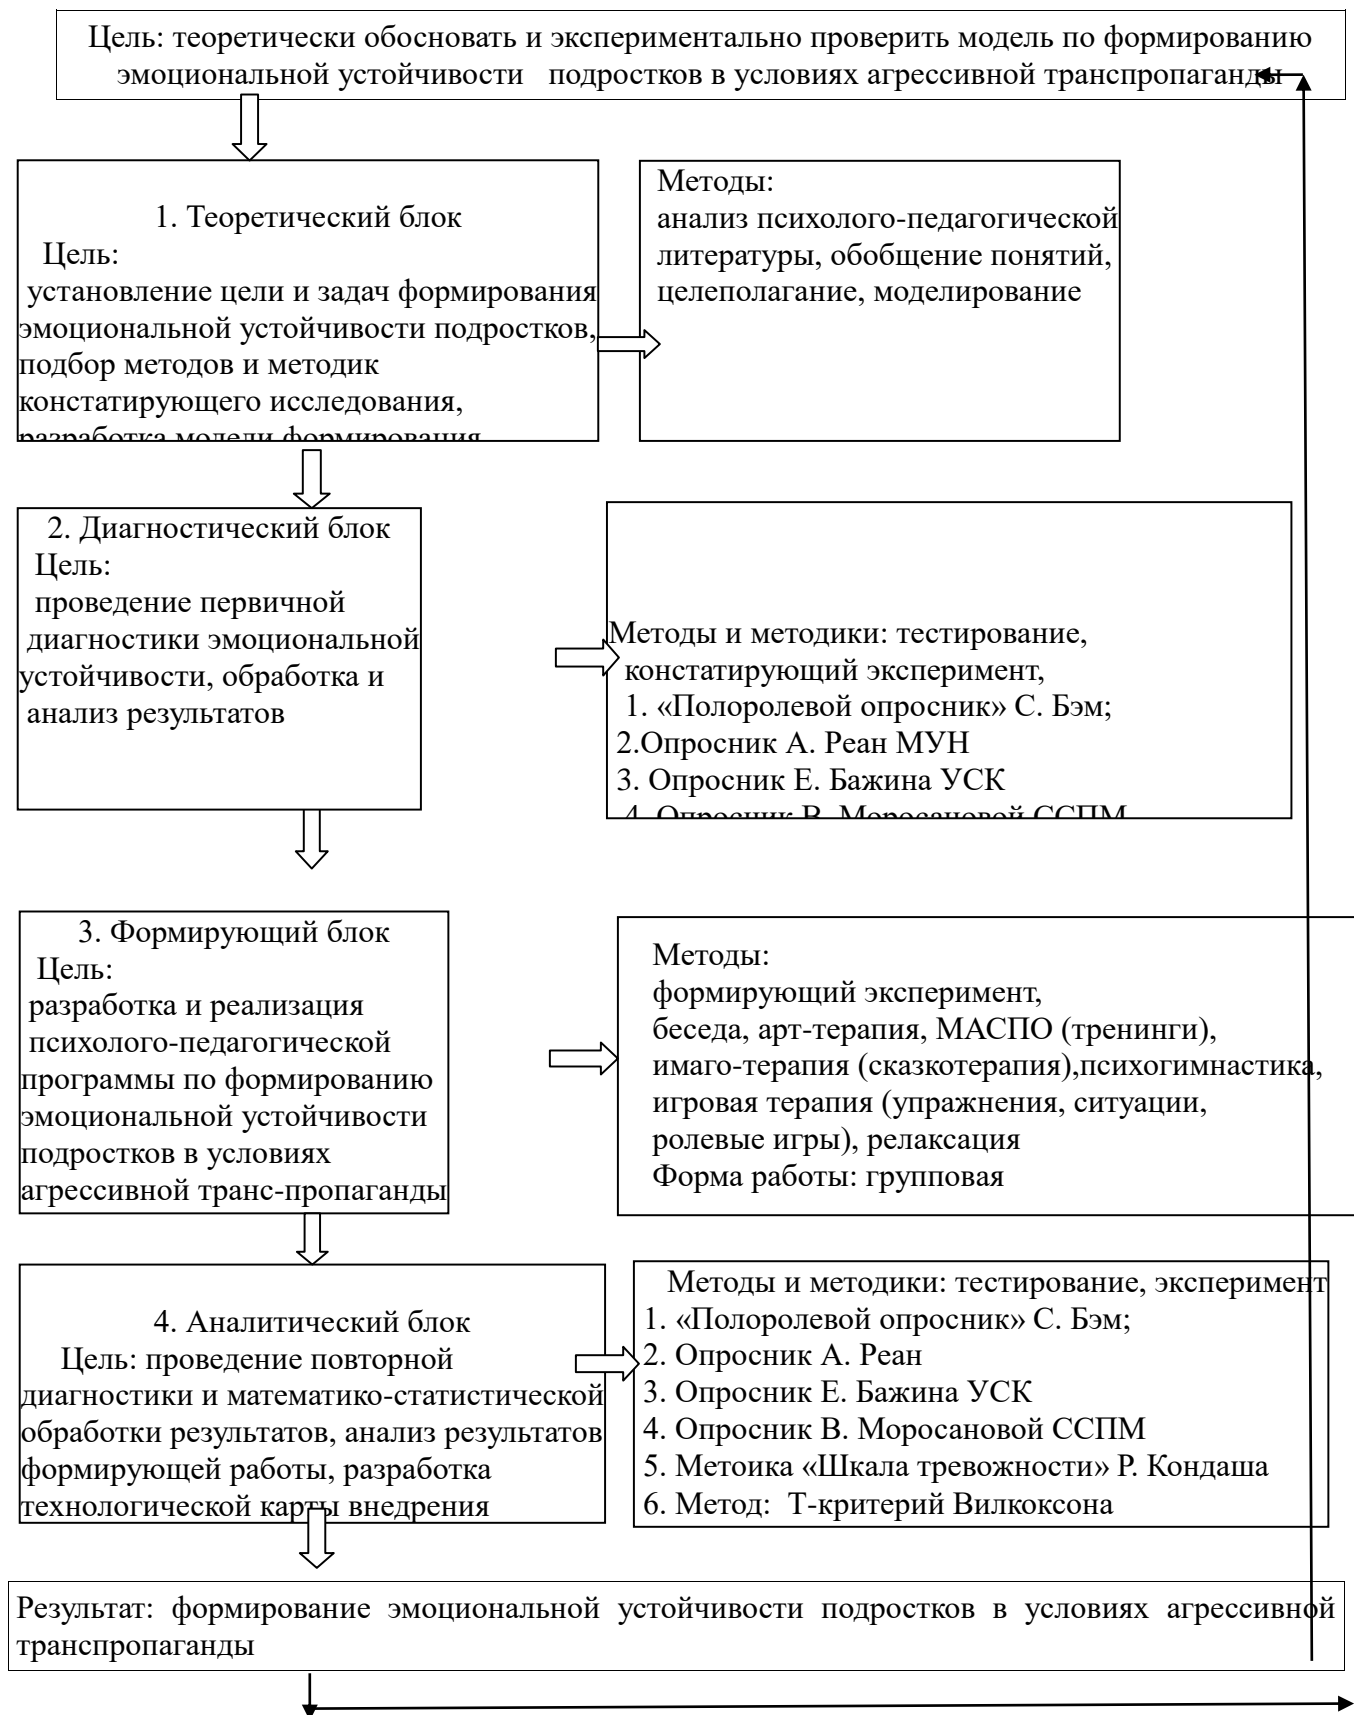 Цель: теоретически обосновать и экспериментально проверить модель по формированию
эмоциональной устойчивости подростков в условиях агрессивной транспропаганды
1. Теоретический блок
Цель:
установление цели и задач формирования
эмоциональной устойчивости подростков,
подбор методов и методик
констатирующего исследования,
разработка модели формирования
Методы:
анализ психолого-педагогической
литературы, обобщение понятий,
целеполагание, моделирование
2. Диагностический блок
Цель:
проведение первичной
диагностики эмоциональной
устойчивости, обработка и
анализ результатов
Методы и методики: тестирование,
констатирующий эксперимент,
1. «Полоролевой опросник» С. Бэм;
2.Опросник А. Реан МУН
3. Опросник Е. Бажина УСК
4. Опросник В. Моросановой ССПМ
3. Формирующий блок
Цель:
разработка и реализация
психолого-педагогической
программы по формированию
эмоциональной устойчивости
подростков в условиях
агрессивной транс-пропаганды
Методы:
формирующий эксперимент,
беседа, арт-терапия, МАСПО (тренинги),
имаго-терапия (сказкотерапия),психогимнастика,
игровая терапия (упражнения, ситуации,
ролевые игры), релаксация
Форма работы: групповая
4. Аналитический блок
Цель: проведение повторной
диагностики и математико-статистической
обработки результатов, анализ результатов
формирующей работы, разработка
технологической карты внедрения
Методы и методики: тестирование, эксперимент
1. «Полоролевой опросник» С. Бэм;
2. Опросник А. Реан
3. Опросник Е. Бажина УСК
4. Опросник В. Моросановой ССПМ
5. Метоика «Шкала тревожности» Р. Кондаша
6. Метод: Т-критерий Вилкоксона
Результат: формирование эмоциональной устойчивости подростков в условиях агрессивной
транспропаганды